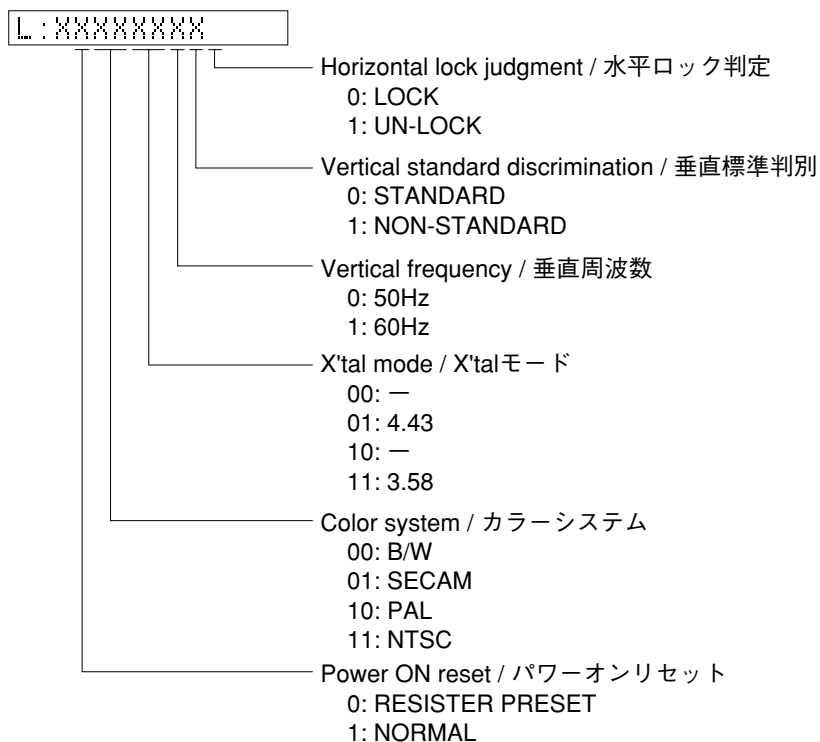 L:XXXXXXXX
Horizontal lock judgment / 水平ロック判定
0: LOCK
1: UN-LOCK
Vertical standard discrimination / 垂直標準判別
0: STANDARD
1: NON-STANDARD
Vertical frequency / 垂直周波数
0: 50Hz
1: 60Hz
X'tal mode / X'talモード
00: —
01: 4.43
10: —
11: 3.58
Color system / カラーシステム
00: B/W
01: SECAM
10: PAL
11: NTSC
Power ON reset / パワーオンリセット
0: RESISTER PRESET
1: NORMAL